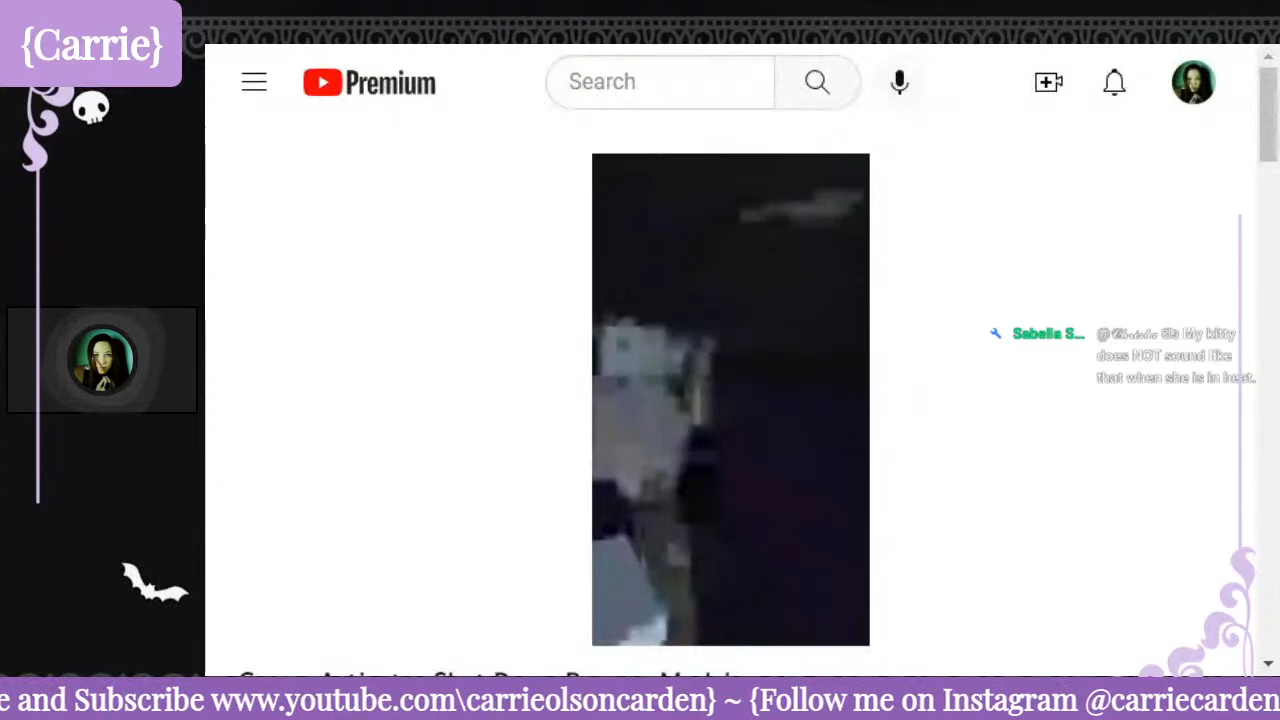 {Carrie}
Premium
Search
Sabella S... @𝓒𝓱𝓻𝓲𝓼𝓱𝓪 My kitty
does NOT sound like
that when she is in heat.
e and Subscribe www.youtube.com\carrieolsoncarden} ~ {Follow me on Instagram @carriecarden